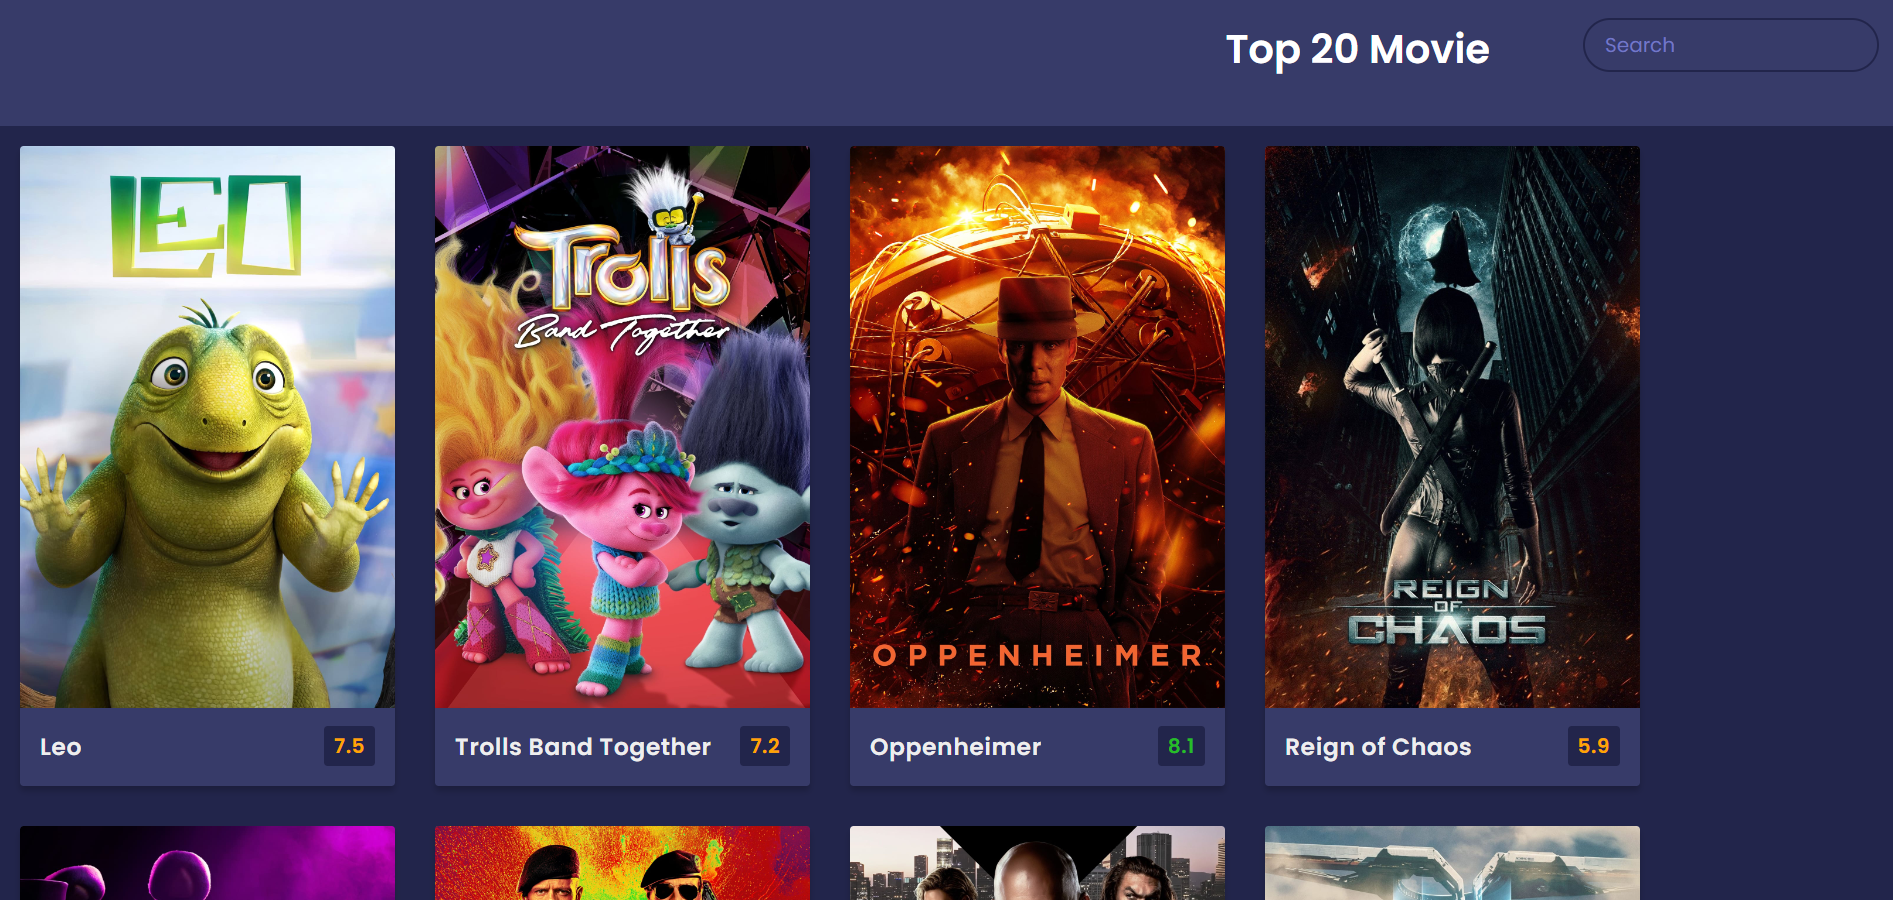 Top 20 Movie
Search
LEO
Trolls
Band Together
OPPENHEIMER
REIGN
OF
CHAOS
Leo
7.5
Trolls Band Together
7.2
Oppenheimer
8.1
Reign of Chaos
5.9